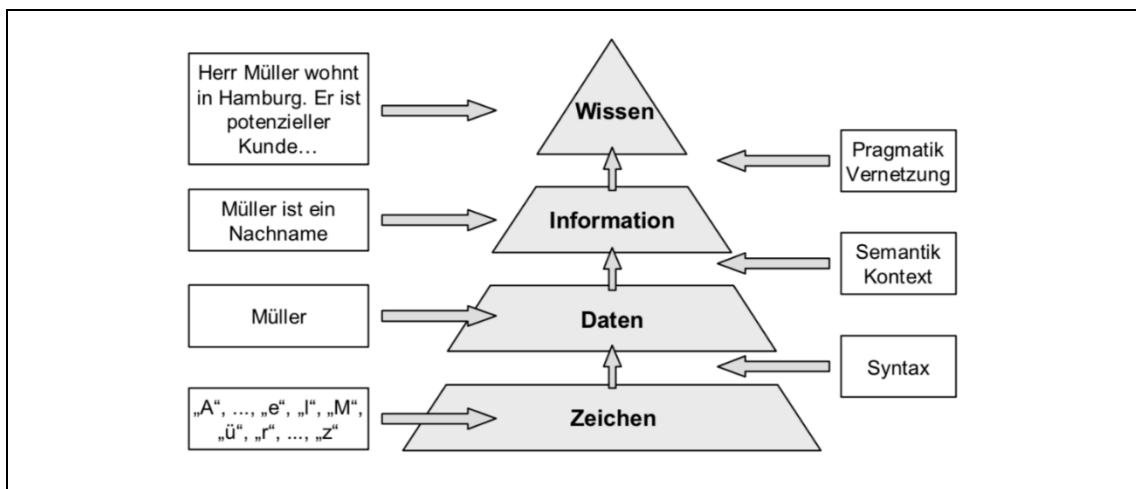 Herr Müller wohnt
in Hamburg. Er ist
potenzieller
Kunde…
Wissen
Pragmatik
Vernetzung
Müller ist ein
Nachname
Information
Semantik
Kontext
Müller
Daten
Syntax
„A“, ..., „e“, „l“, „M“,
„ü“, „r“, ..., „z“
Zeichen